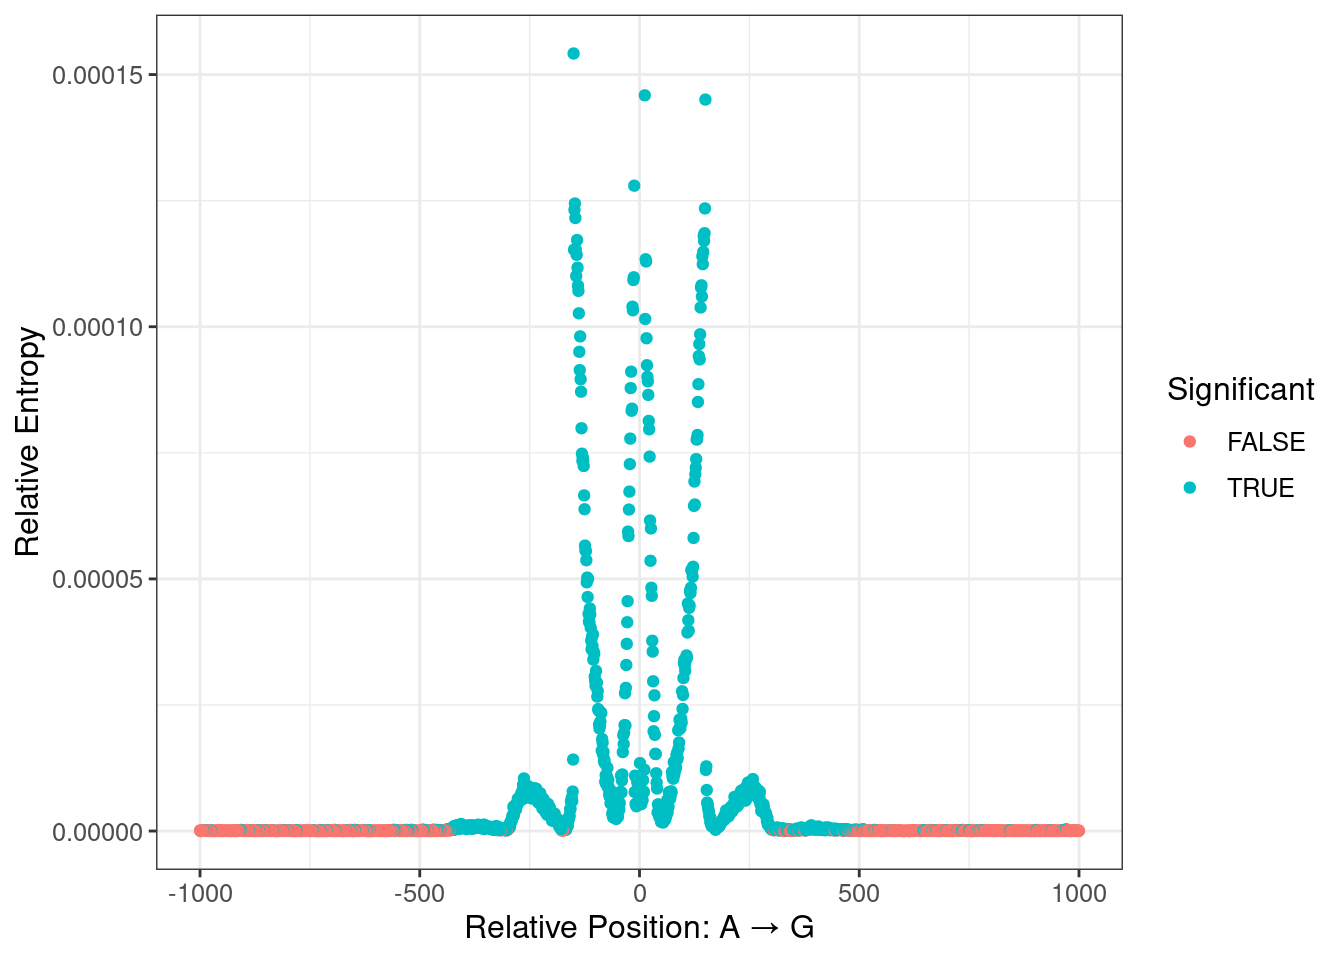 0.00015
0.00010
0.00005
0.00000
-1000
-500
0
500
1000
Relative Entropy
Relative Position: A → G
Significant
FALSE
TRUE